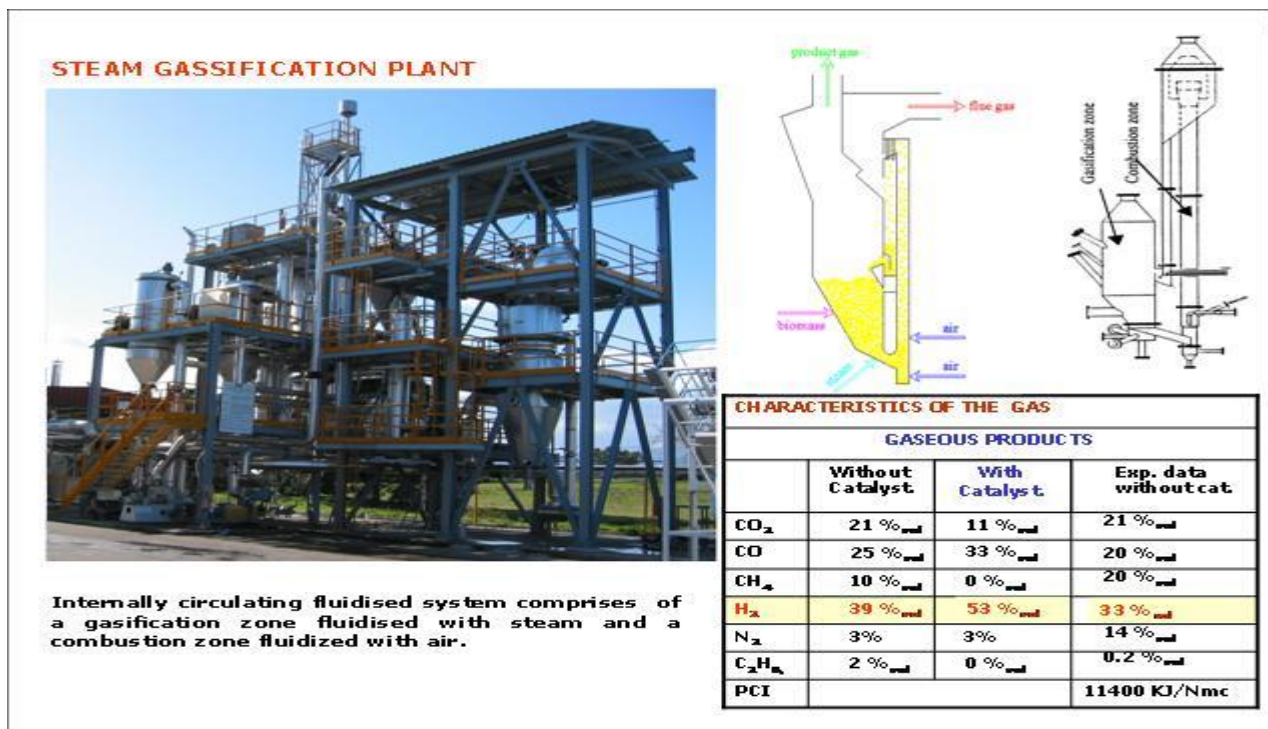 STEAM GASSIFICATION PLANT
product gas
flue gas
biomass
steam
air
air
Gasification zone
Combustion zone
Internally circulating fluidised system comprises of
a gasification zone fluidised with steam and a
combustion zone fluidized with air.
CHARACTERISTICS OF THE GAS
GASEOUS PRODUCTS
Without Catalyst. With Catalyst. Exp. data without cat.
CO₂ 21 % 11 % 21 %
CO 25 % 33 % 20 %
CH₄ 10 % 0 % 20 %
H₂ 39 % 53 % 33 %
N₂ 3% 3% 14 %
2 % 0 % 0.2 %
PCI 11400 KJ/Nmc